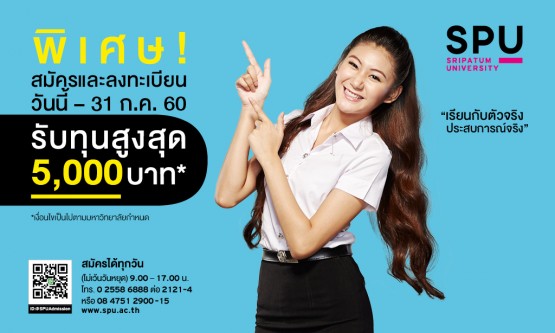 พิเศษ!
สมัครและลงทะเบียน
วันนี้ – 31 ก.ค. 60
รับทุนสูงสุด
5,000 บาท*
*เงื่อนไขเป็นไปตามมหาวิทยาลัยกำหนด
SPU
SRIPATUM
UNIVERSITY
“เรียนกับตัวจริง
ประสบการณ์จริง”
สมัครได้ทุกวัน
(ไม่เว้นวันหยุด) 9.00 – 17.00 น.
โทร. 0 2558 6888 ต่อ 2121-4
หรือ 08 4751 2900-15
www.spu.ac.th
ID:@SPUAdmission